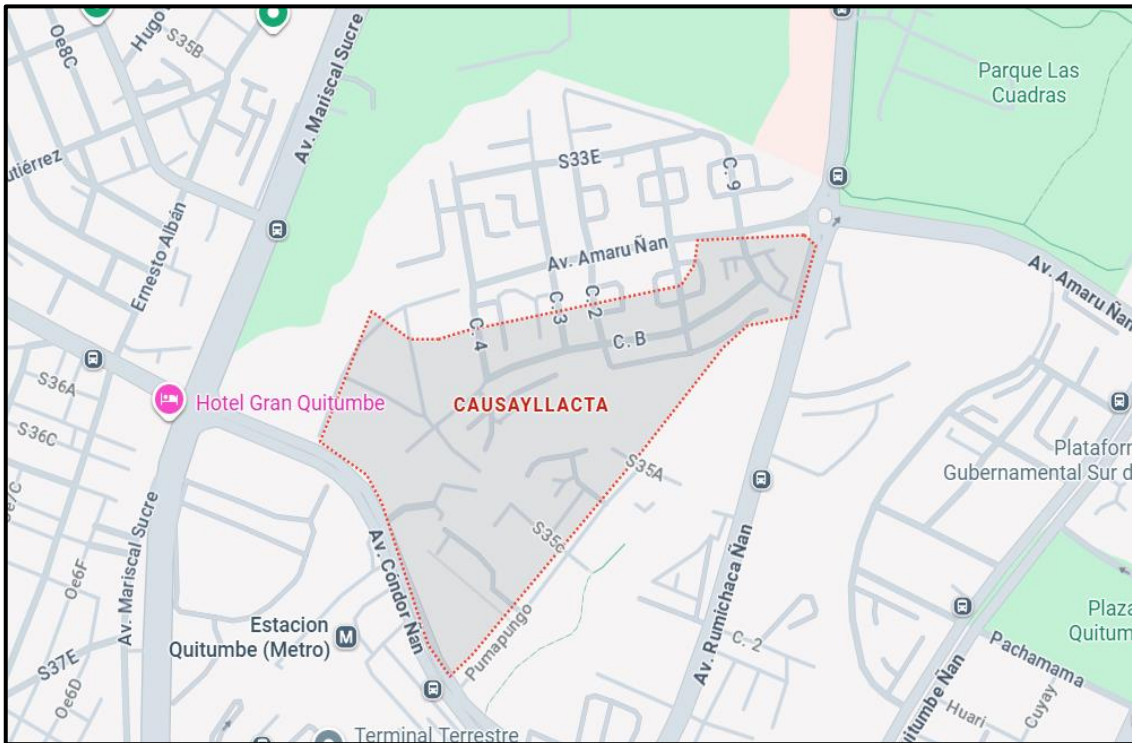 Oe8C
Hugo
S35B
Av. Mariscal Sucre
Parque Las
Cuadras
utiérrez
S33E
C. 9
Ernesto Albán
Av. Amaru Ñan
Av. Amaru Ñan
C. 4
C. 3
C. 2
C. B
S36A
Hotel Gran Quitumbe
CAUSAYLLACTA
S36C
S35A
Plataforn
Gubernamental Sur d
Oe7C
Av. Mariscal Sucre
Oe6F
Av. Cóndor Ñan
S35c
Av. Rumichaca Ñan
Estacion
Quitumbe (Metro)
M
Pumapungo
C. 2
Plaza
Quitum
S37E
Oe6D
Pachamama
Quitumbe Ñan
Huari
Cuyay
Terminal Terrestre